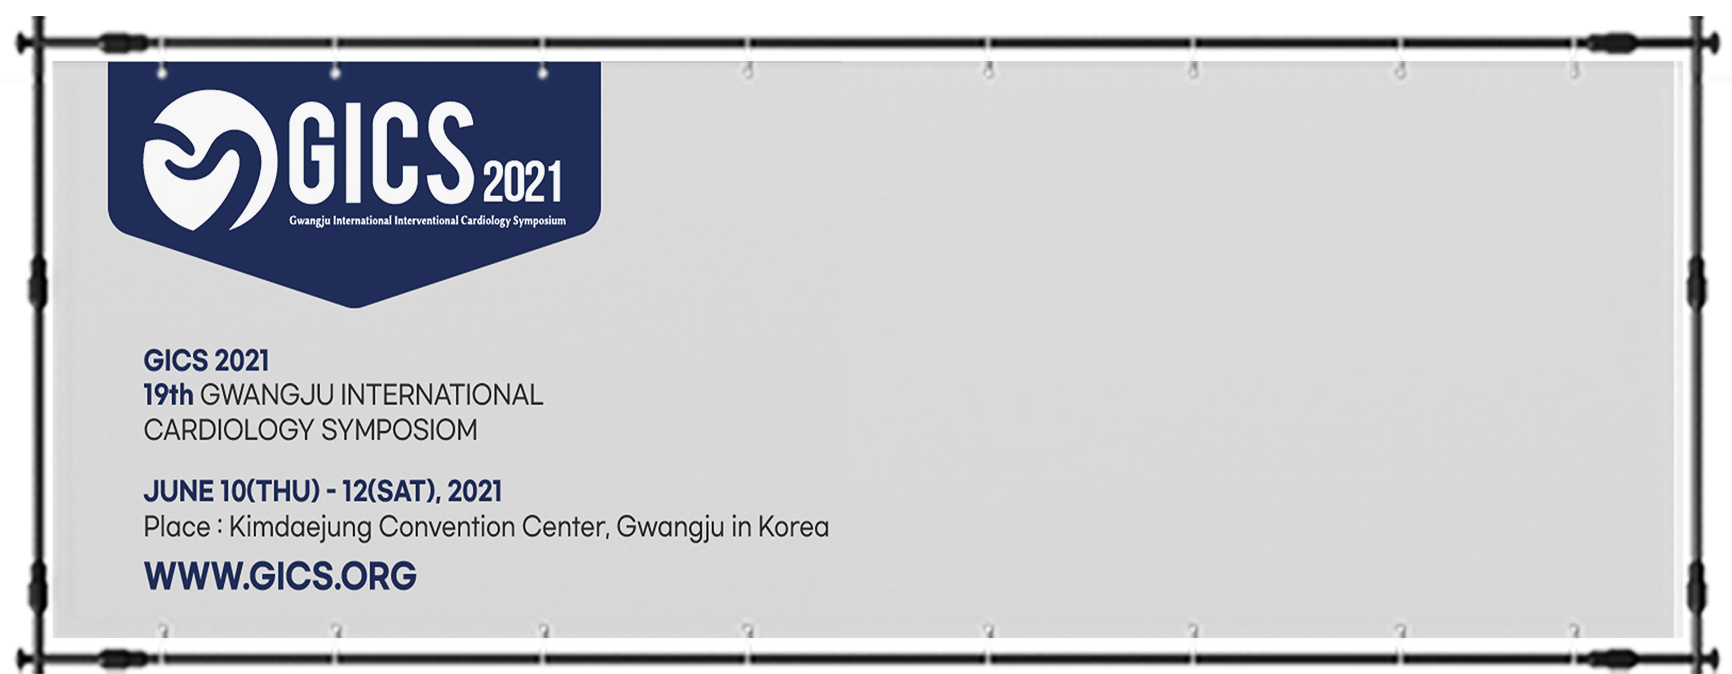 GICS 2021
Gwangju International Interventional Cardiology Symposium
GICS 2021
19th GWANGJU INTERNATIONAL
CARDIOLOGY SYMPOSIOM
JUNE 10(THU) - 12(SAT), 2021
Place : Kimdaejung Convention Center, Gwangju in Korea
WWW.GICS.ORG